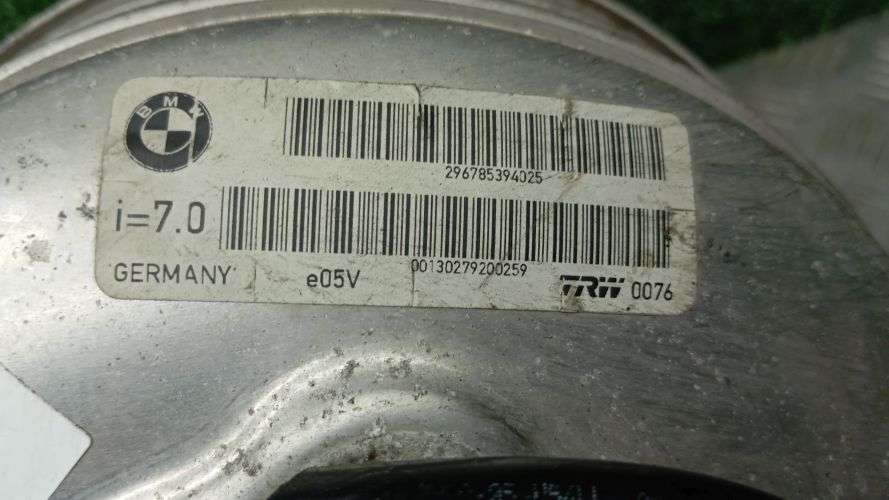 BMW
296785394025
i=7.0
00130279200259
GERMANY e05V TRW 0076